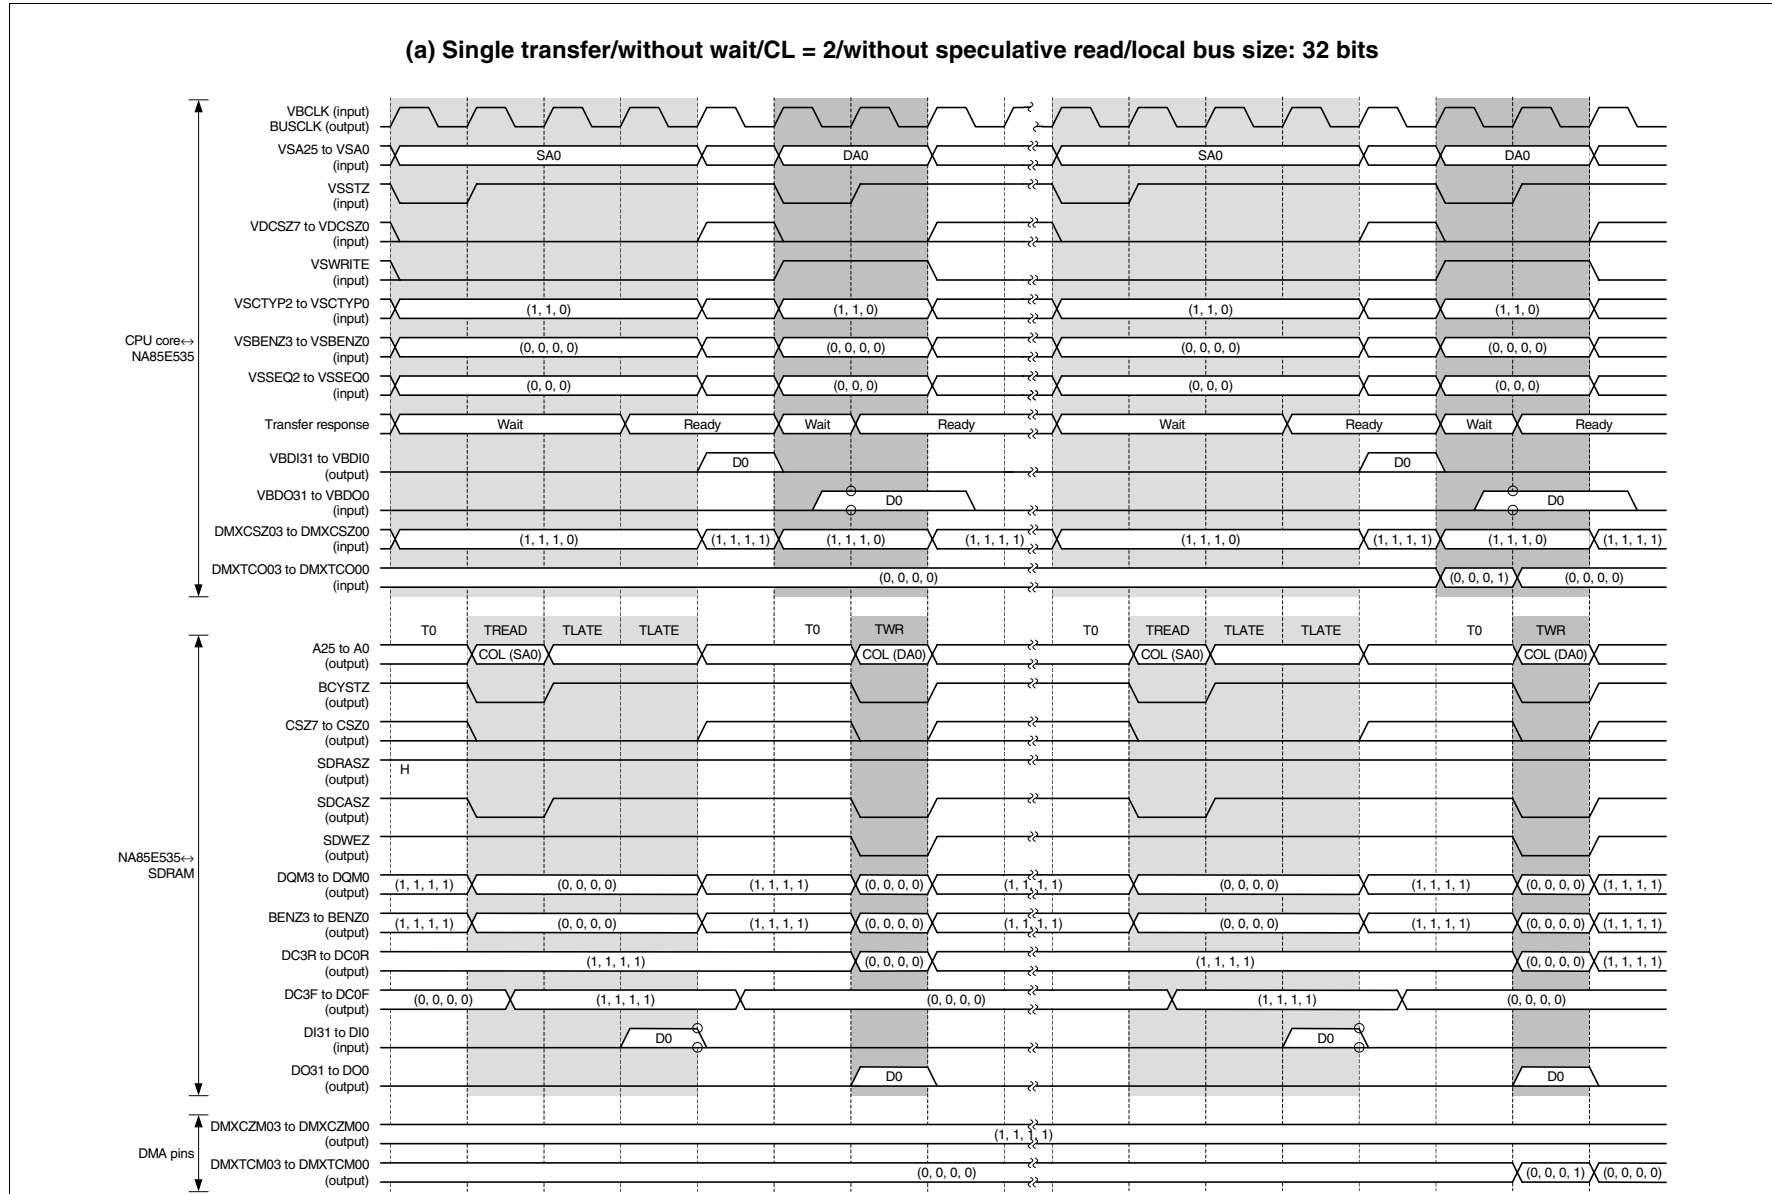 (a) Single transfer/without wait/CL = 2/without speculative read/local bus size: 32 bits
VBCLK (input)
BUSCLK (output)
VSA25 to VSA0
(input)
SA0 DA0 SA0 DA0
VSSTZ
(input)
VDCSZ7 to VDCSZ0
(input)
VSWRITE
(input)
VSCTYP2 to VSCTYP0
(input)
(1, 1, 0) (1, 1, 0) (1, 1, 0) (1, 1, 0)
CPU core↔
NA85E535
VSBENZ3 to VSBENZ0
(input)
(0, 0, 0, 0) (0, 0, 0, 0) (0, 0, 0, 0) (0, 0, 0, 0)
VSSEQ2 to VSSEQ0
(input)
(0, 0, 0) (0, 0, 0) (0, 0, 0) (0, 0, 0)
Transfer response Wait Ready Wait Ready Wait Ready Wait Ready
VBDI31 to VBDI0
(output)
D0 D0
VBDO31 to VBDO0
(input)
D0 D0
DMXCSZ03 to DMXCSZ00
(input)
(1, 1, 1, 0) (1, 1, 1, 1) (1, 1, 1, 0) (1, 1, 1, 1) (1, 1, 1, 0) (1, 1, 1, 1) (1, 1, 1, 0) (1, 1, 1, 1)
DMXTCO03 to DMXTCO00
(input)
(0, 0, 0, 0) (0, 0, 0, 1) (0, 0, 0, 0)
T0 TREAD TLATE TLATE T0 TWR T0 TREAD TLATE TLATE T0 TWR
A25 to A0
(output)
COL (SA0) COL (DA0) COL (SA0) COL (DA0)
BCYSTZ
(output)
CSZ7 to CSZ0
(output)
SDRASZ
(output)
H
SDCASZ
(output)
SDWEZ
(output)
NA85E535↔
SDRAM
DQM3 to DQM0
(output)
(1, 1, 1, 1) (0, 0, 0, 0) (1, 1, 1, 1) (0, 0, 0, 0) (1, 1, 1, 1) (0, 0, 0, 0) (1, 1, 1, 1) (0, 0, 0, 0) (1, 1, 1, 1)
BENZ3 to BENZ0
(output)
(1, 1, 1, 1) (0, 0, 0, 0) (1, 1, 1, 1) (0, 0, 0, 0) (1, 1, 1, 1) (0, 0, 0, 0) (1, 1, 1, 1) (0, 0, 0, 0) (1, 1, 1, 1)
DC3R to DC0R
(output)
(1, 1, 1, 1) (0, 0, 0, 0) (1, 1, 1, 1) (0, 0, 0, 0) (1, 1, 1, 1)
DC3F to DC0F
(output)
(0, 0, 0, 0) (1, 1, 1, 1) (0, 0, 0, 0) (1, 1, 1, 1) (0, 0, 0, 0)
DI31 to DI0
(input)
D0 D0
DO31 to DO0
(output)
D0 D0
DMA pins
DMXCZM03 to DMXCZM00
(output)
(1, 1, 1, 1)
DMXTCM03 to DMXTCM00
(output)
(0, 0, 0, 0) (0, 0, 0, 1) (0, 0, 0, 0)